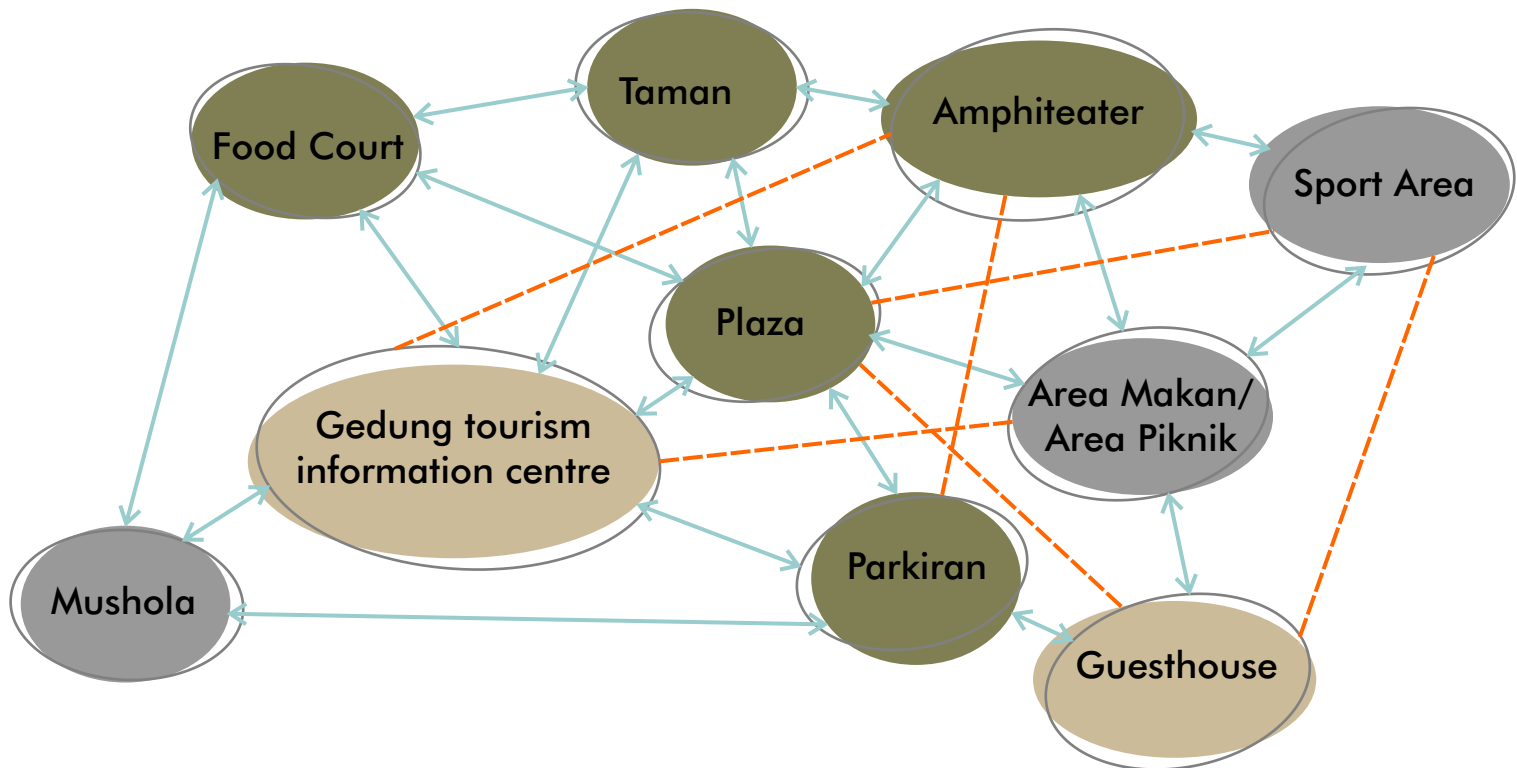 Taman
Amphiteater
Food Court
Sport Area
Plaza
Area Makan/
Area Piknik
Gedung tourism
information centre
Parkiran
Mushola
Guesthouse